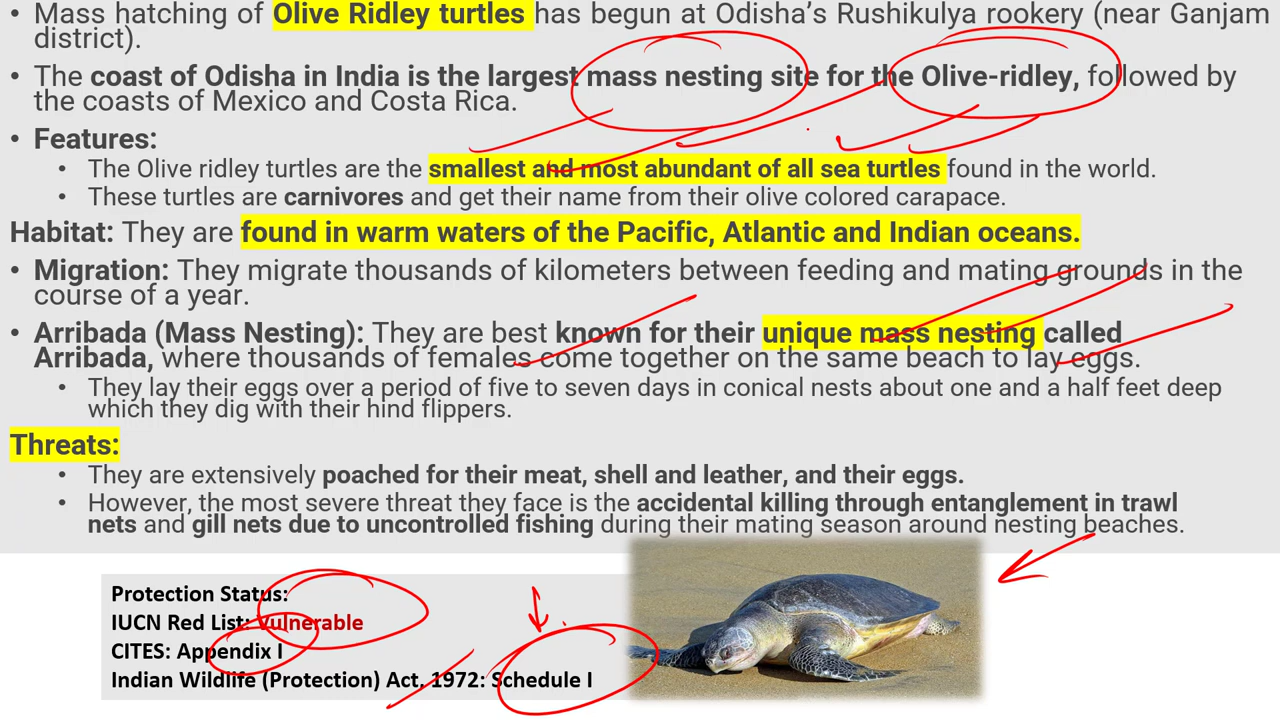 • Mass hatching of Olive Ridley turtles has begun at Odisha’s Rushikulya rookery (near Ganjam
district).
• The coast of Odisha in India is the largest mass nesting site for the Olive-ridley, followed by
the coasts of Mexico and Costa Rica.
• Features:
• The Olive ridley turtles are the smallest and most abundant of all sea turtles found in the world.
• These turtles are carnivores and get their name from their olive colored carapace.
Habitat: They are found in warm waters of the Pacific, Atlantic and Indian oceans.
• Migration: They migrate thousands of kilometers between feeding and mating grounds in the
course of a year.
• Arribada (Mass Nesting): They are best known for their unique mass nesting called
Arribada, where thousands of females come together on the same beach to lay eggs.
• They lay their eggs over a period of five to seven days in conical nests about one and a half feet deep
which they dig with their hind flippers.
Threats:
• They are extensively poached for their meat, shell and leather, and their eggs.
• However, the most severe threat they face is the accidental killing through entanglement in trawl
nets and gill nets due to uncontrolled fishing during their mating season around nesting beaches.
Protection Status:
IUCN Red List: Vulnerable
CITES: Appendix I
Indian Wildlife (Protection) Act, 1972: Schedule I